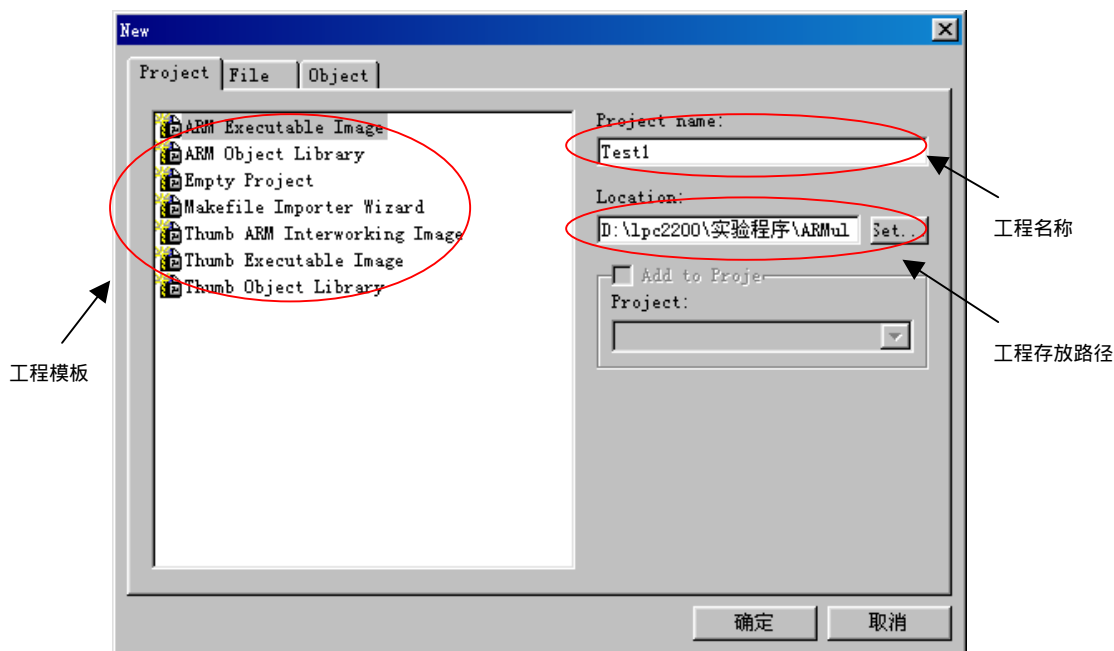 New
Project File Object
ARM Executable Image
ARM Object Library
Empty Project
Makefile Importer Wizard
Thumb ARM Interworking Image
Thumb Executable Image
Thumb Object Library
Project name:
Test1
Location:
D:\lpc2200\实验程序\ARMul
Set..
Add to Proje
Project:
确定
取消
工程名称
工程存放路径
工程模板